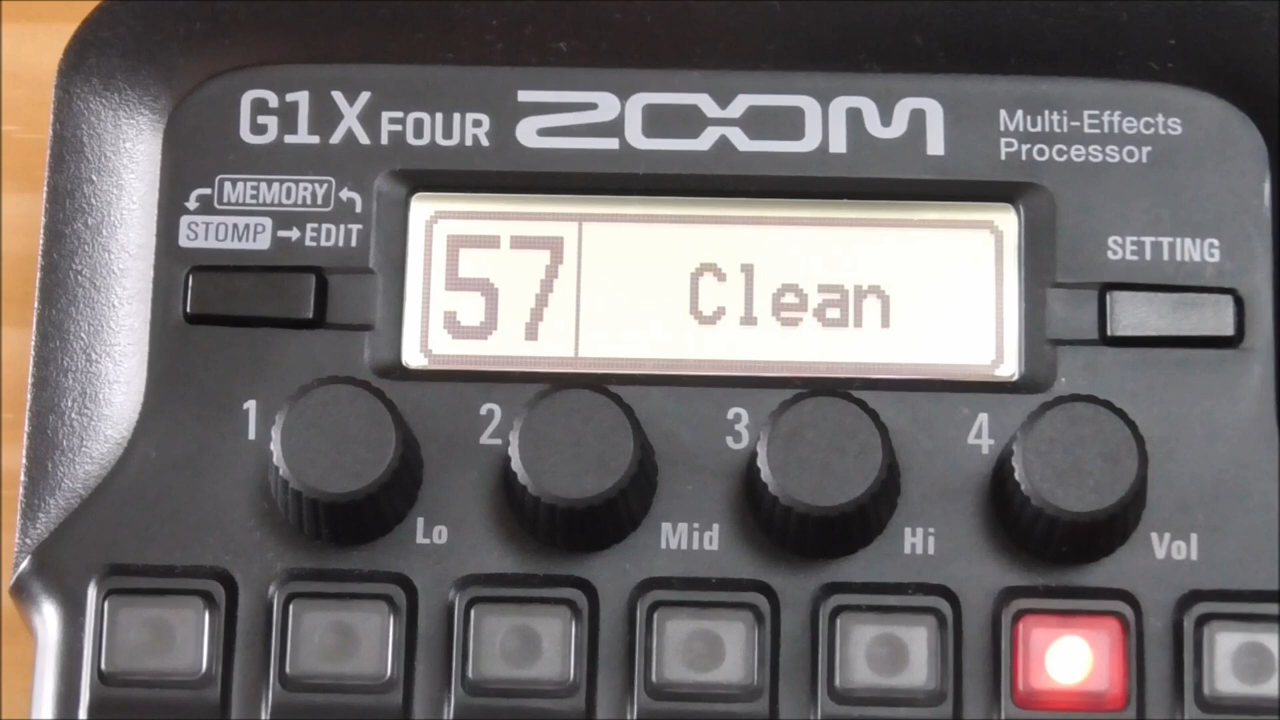 G1X FOUR ZOOM Multi-Effects
Processor
MEMORY
STOMP →EDIT
SETTING
57 Clean
1 2 3 4
Lo Mid Hi Vol